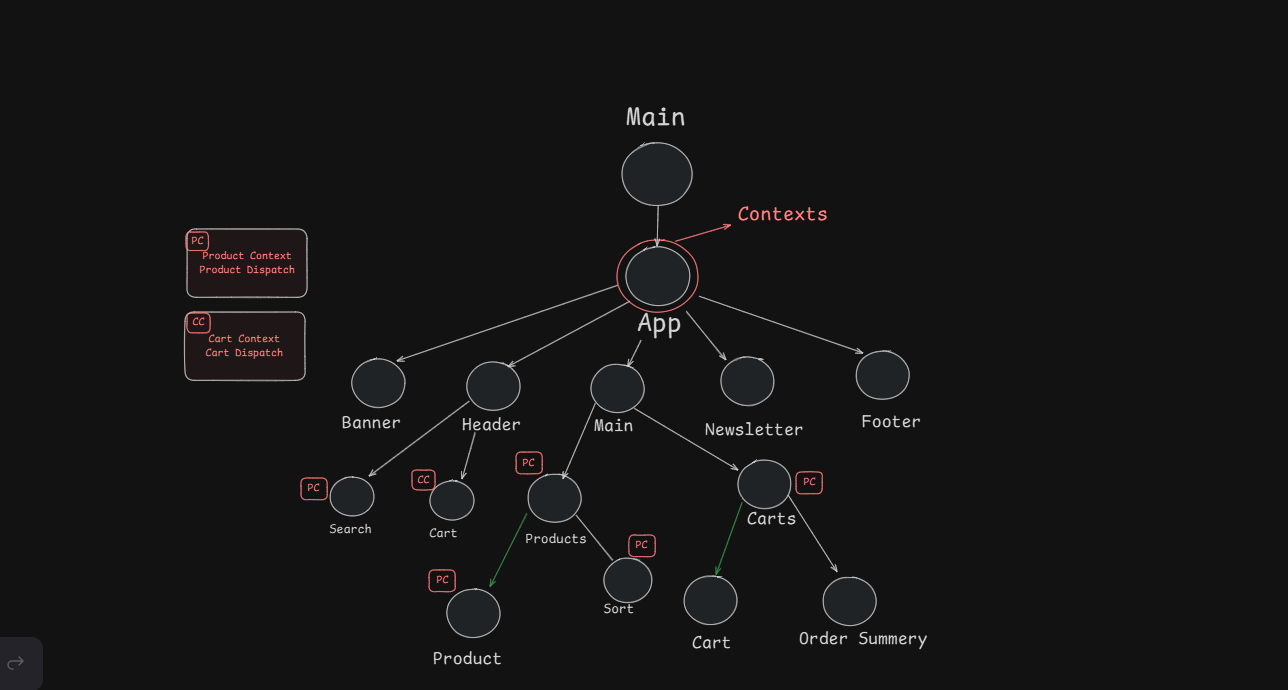 Main
Contexts
PC
Product Context
Product Dispatch
CC
Cart Context
Cart Dispatch
App
Banner
Header
Main
Newsletter
Footer
PC
Search
CC
Cart
PC
Products
PC
Carts
PC
Product
PC
Sort
Cart
Order Summery